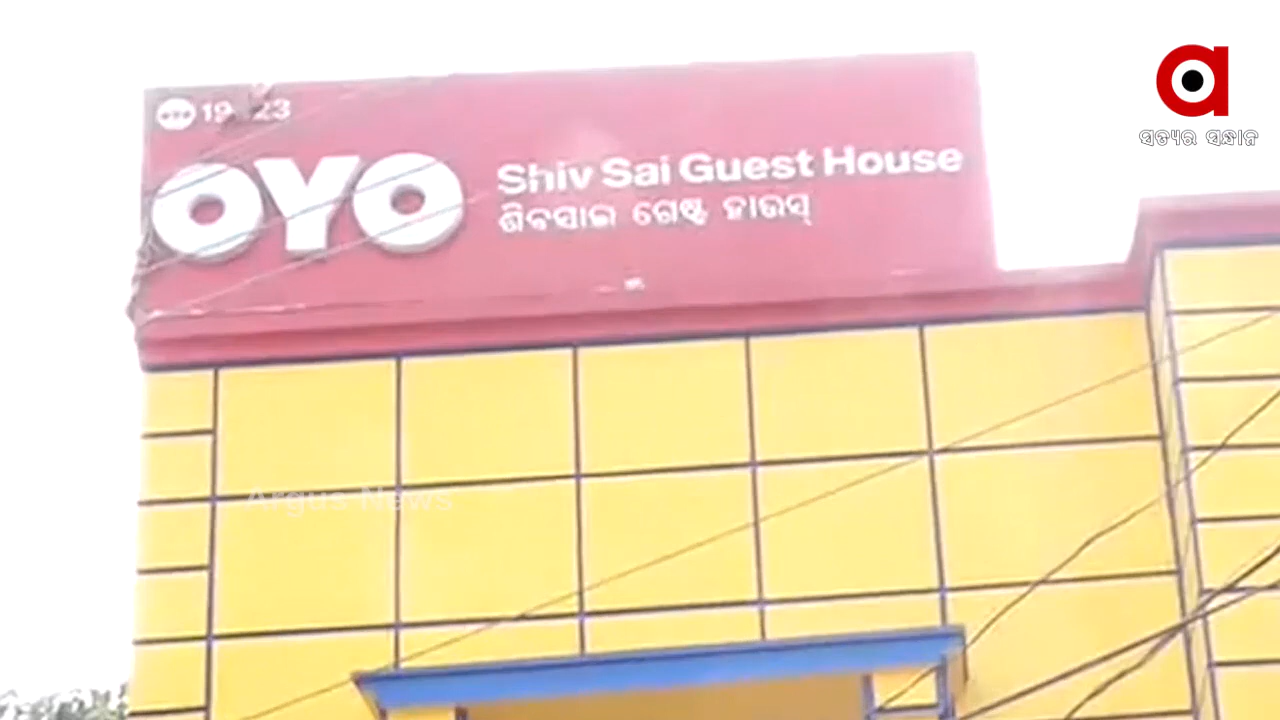 OYO
Shiv Sai Guest House
ଶିବସାଇ ଗେଷ୍ଟ ହାଉସ୍
ସତ୍ୟର ସନ୍ଧାନ
Argus News